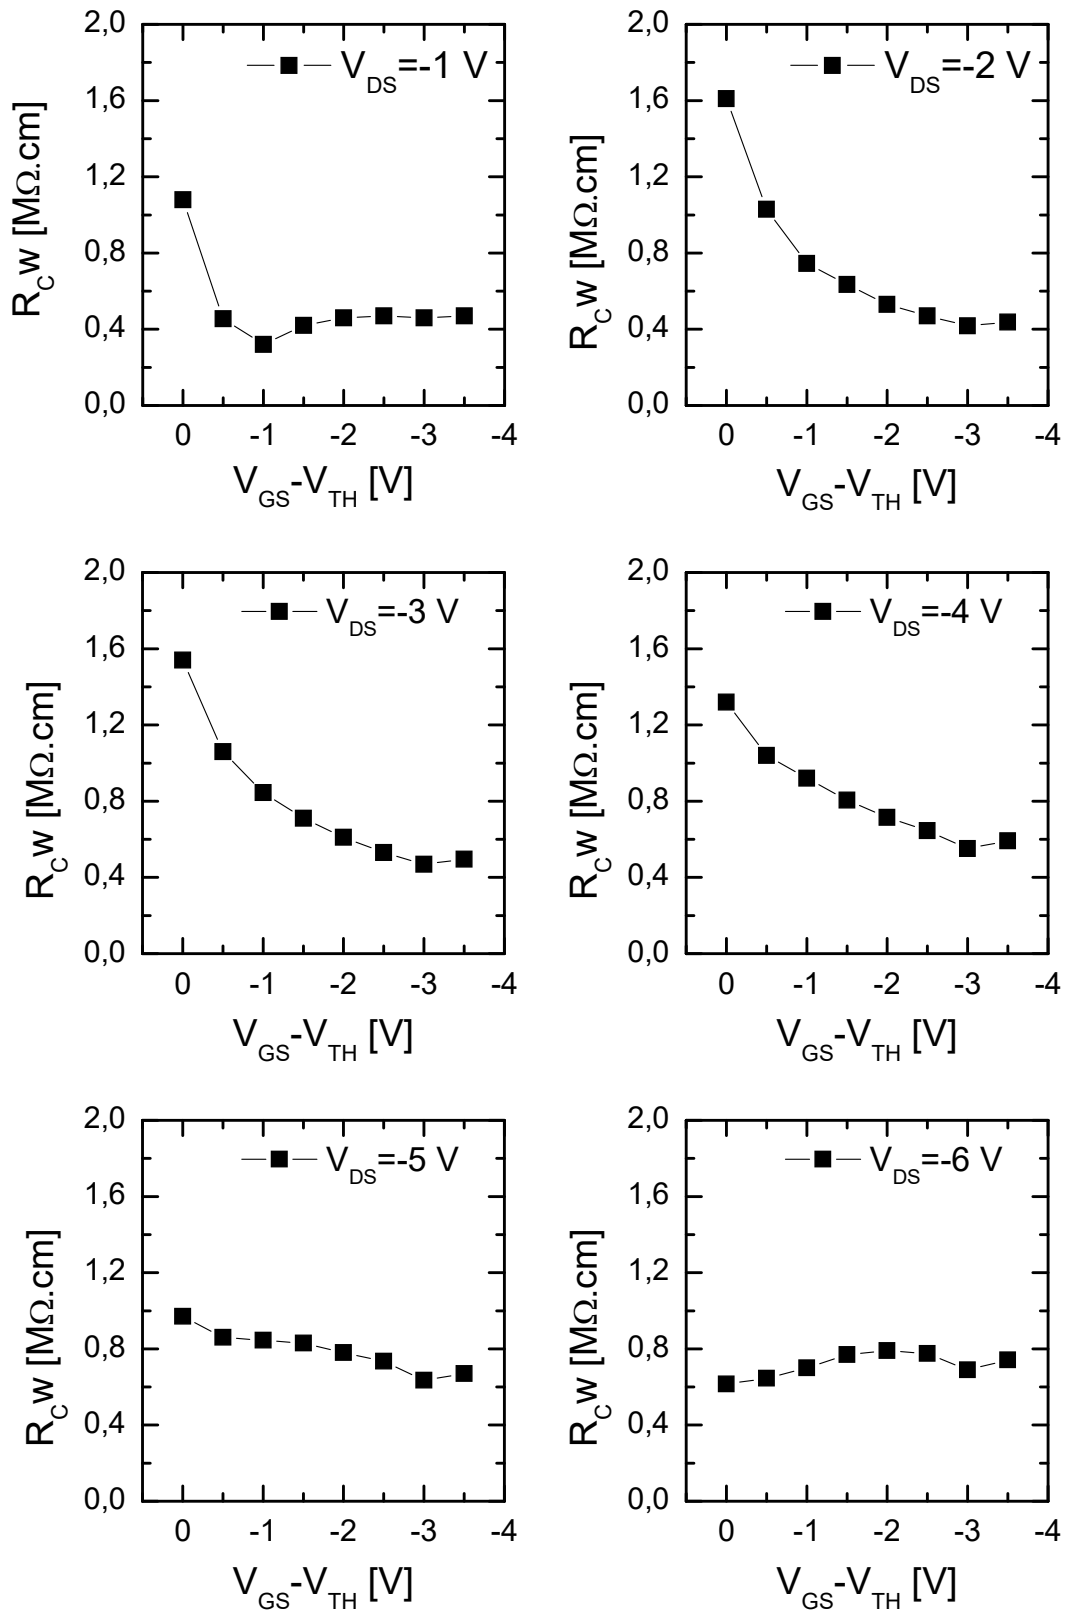 V_DS=-1 V
R_C w [MΩ.cm]
2,0
1,6
1,2
0,8
0,4
0,0
0 -1 -2 -3 -4
V_GS-V_TH [V]
V_DS=-2 V
R_C w [MΩ.cm]
2,0
1,6
1,2
0,8
0,4
0,0
0 -1 -2 -3 -4
V_GS-V_TH [V]
V_DS=-3 V
R_C w [MΩ.cm]
2,0
1,6
1,2
0,8
0,4
0,0
0 -1 -2 -3 -4
V_GS-V_TH [V]
V_DS=-4 V
R_C w [MΩ.cm]
2,0
1,6
1,2
0,8
0,4
0,0
0 -1 -2 -3 -4
V_GS-V_TH [V]
V_DS=-5 V
R_C w [MΩ.cm]
2,0
1,6
1,2
0,8
0,4
0,0
0 -1 -2 -3 -4
V_GS-V_TH [V]
V_DS=-6 V
R_C w [MΩ.cm]
2,0
1,6
1,2
0,8
0,4
0,0
0 -1 -2 -3 -4
V_GS-V_TH [V]